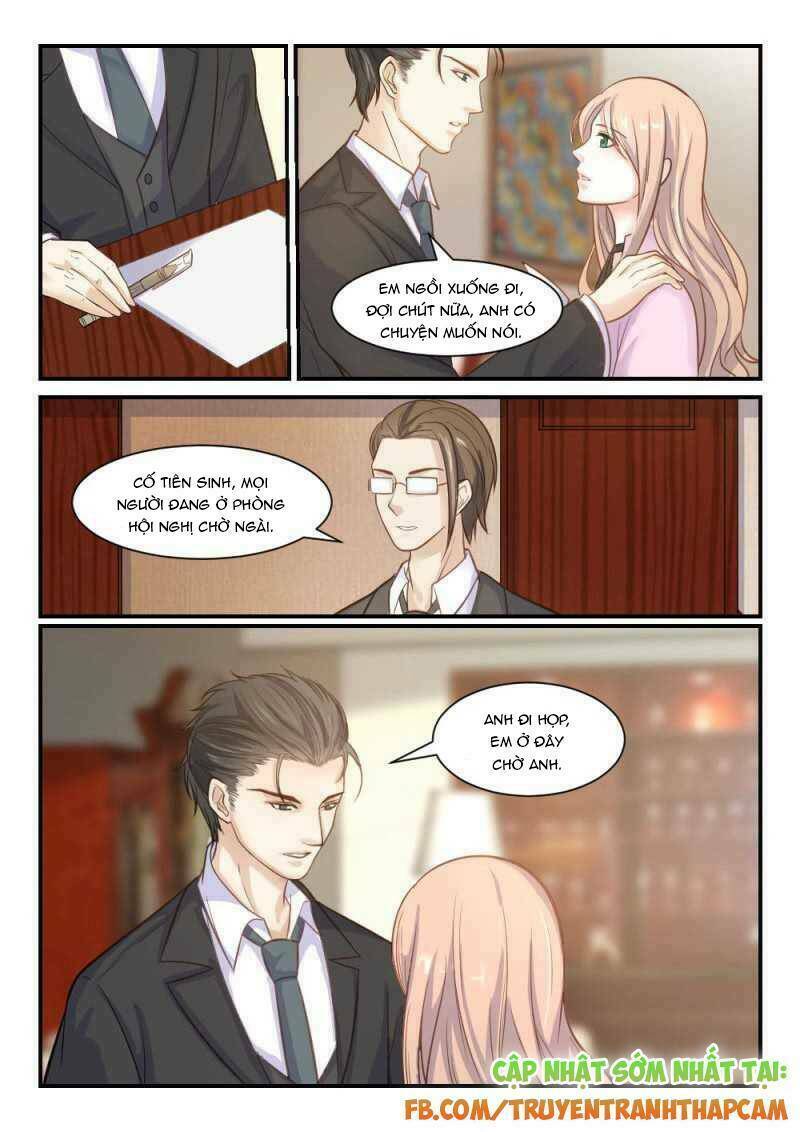 EM NGỒI XUỐNG ĐI,
ĐỢI CHÚT NỮA, ANH CÓ
CHUYỆN MUỐN NÓI.
CỐ TIÊN SINH, MỌI
NGƯỜI ĐANG Ở PHÒNG
HỘI NGHỊ CHỜ NGÀI.
ANH ĐI HỌP,
EM Ở ĐÂY
CHỜ ANH.
CẬP NHẬT SỚM NHẤT TẠI:
FB.COM/TRUYENTRANHTHAPCAM